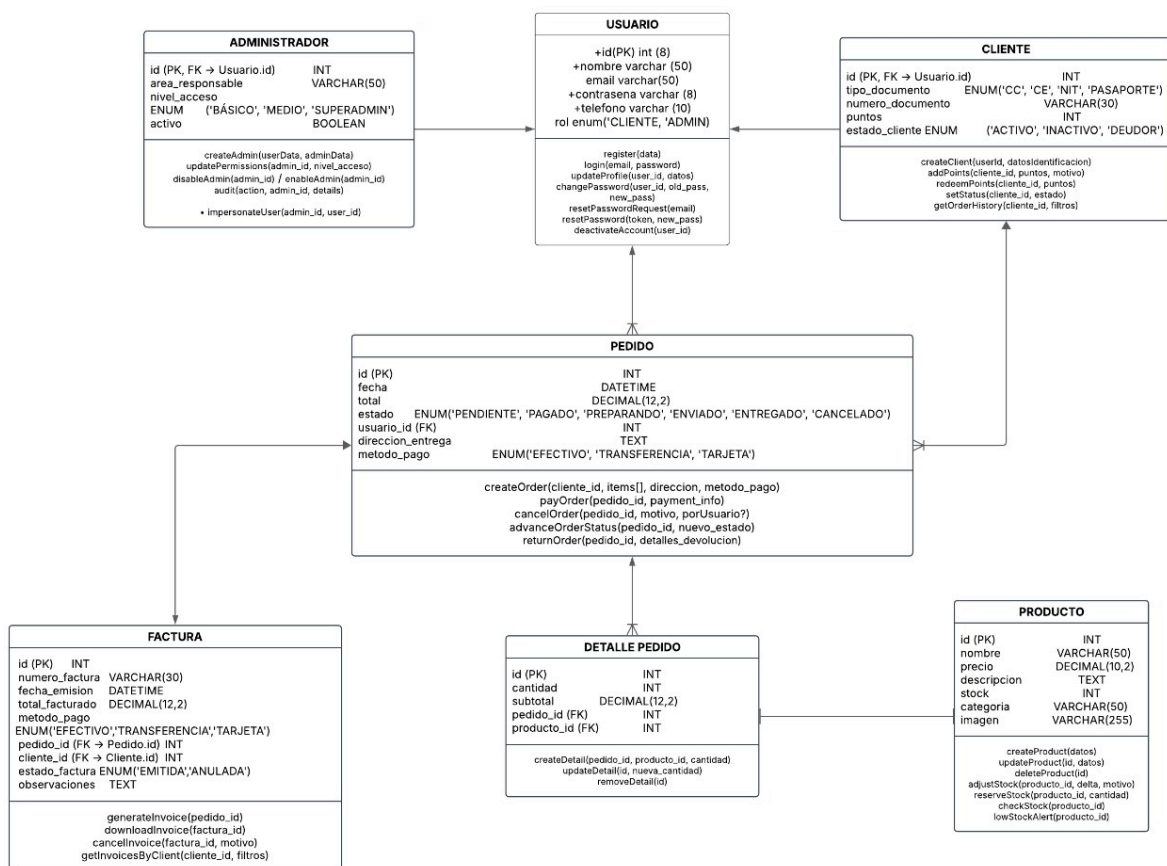 ADMINISTRADOR
id (PK, FK → Usuario.id) INT
area_responsable VARCHAR(50)
nivel_acceso
ENUM ('BÁSICO', 'MEDIO', 'SUPERADMIN')
activo BOOLEAN
createAdmin(userData, adminData)
updatePermissions(admin_id, nivel_acceso)
disableAdmin(admin_id) / enableAdmin(admin_id)
audit(action, admin_id, details)
• impersonateUser(admin_id, user_id)
USUARIO
+id(PK) int (8)
+nombre varchar (50)
email varchar(50)
+contrasena varchar (8)
+telefono varchar (10)
rol enum('CLIENTE, 'ADMIN)
register(data)
login(email, password)
updateProfile(user_id, datos)
changePassword(user_id, old_pass,
new_pass)
resetPasswordRequest(email)
resetPassword(token, new_pass)
deactivateAccount(user_id)
CLIENTE
id (PK, FK → Usuario.id) INT
tipo_documento ENUM('CC', 'CE', 'NIT', 'PASAPORTE')
numero_documento VARCHAR(30)
puntos INT
estado_cliente ENUM ('ACTIVO', 'INACTIVO', 'DEUDOR')
createClient(userId, datosIdentificacion)
addPoints(cliente_id, puntos, motivo)
redeemPoints(cliente_id, puntos)
setStatus(cliente_id, estado)
getOrderHistory(cliente_id, filtros)
PEDIDO
id (PK) INT
fecha DATETIME
total DECIMAL(12,2)
estado ENUM('PENDIENTE', 'PAGADO', 'PREPARANDO', 'ENVIADO', 'ENTREGADO', 'CANCELADO')
usuario_id (FK) INT
direccion_entrega TEXT
metodo_pago ENUM('EFECTIVO', 'TRANSFERENCIA', 'TARJETA')
createOrder(cliente_id, items[], direccion, metodo_pago)
payOrder(pedido_id, payment_info)
cancelOrder(pedido_id, motivo, porUsuario?)
advanceOrderStatus(pedido_id, nuevo_estado)
returnOrder(pedido_id, detalles_devolucion)
FACTURA
id (PK) INT
numero_factura VARCHAR(30)
fecha_emision DATETIME
total_facturado DECIMAL(12,2)
metodo_pago
ENUM('EFECTIVO','TRANSFERENCIA','TARJETA')
pedido_id (FK → Pedido.id) INT
cliente_id (FK → Cliente.id) INT
estado_factura ENUM('EMITIDA','ANULADA')
observaciones TEXT
generateInvoice(pedido_id)
downloadInvoice(factura_id)
cancelInvoice(factura_id, motivo)
getInvoicesByClient(cliente_id, filtros)
DETALLE PEDIDO
id (PK) INT
cantidad INT
subtotal DECIMAL(12,2)
pedido_id (FK) INT
producto_id (FK) INT
createDetail(pedido_id, producto_id, cantidad)
updateDetail(id, nueva_cantidad)
removeDetail(id)
PRODUCTO
id (PK) INT
nombre VARCHAR(50)
precio DECIMAL(10,2)
descripcion TEXT
stock INT
categoria VARCHAR(50)
imagen VARCHAR(255)
createProduct(datos)
updateProduct(id, datos)
deleteProduct(id)
adjustStock(producto_id, delta, motivo)
reserveStock(producto_id, cantidad)
checkStock(producto_id)
lowStockAlert(producto_id)